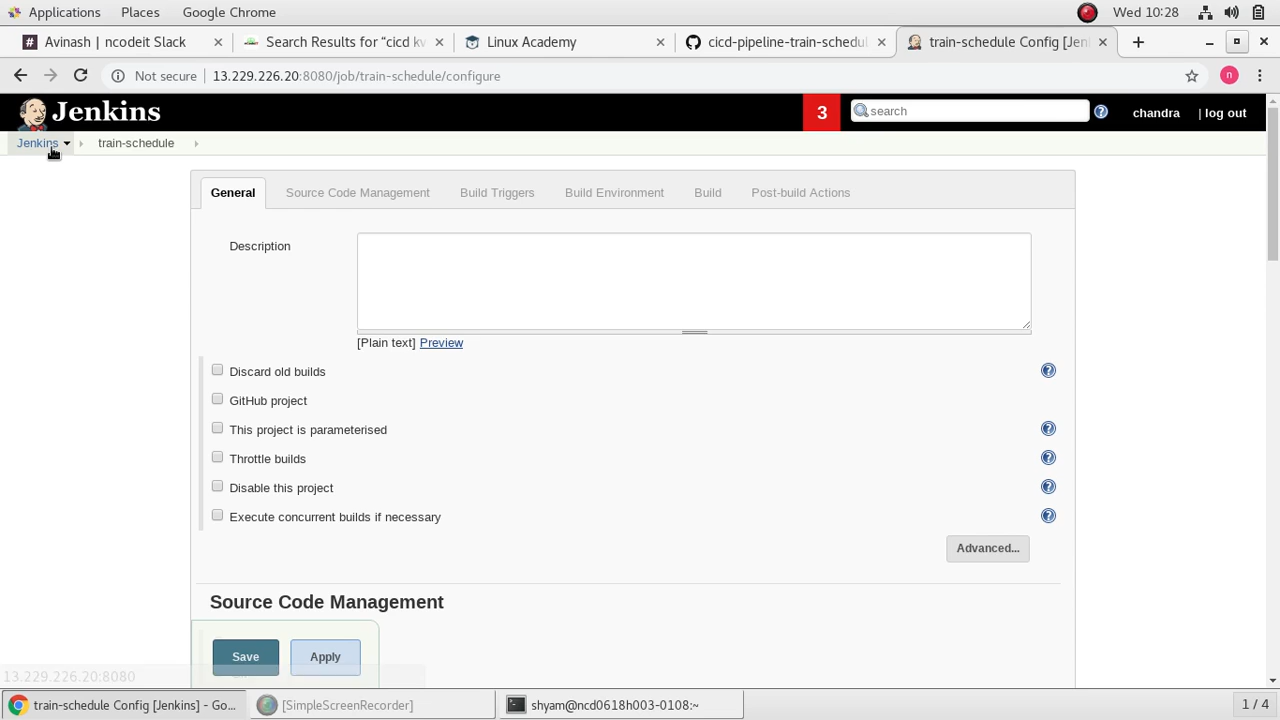 Applications Places Google Chrome Wed 10:28
Avinash | ncodeit Slack Search Results for "cicd kv Linux Academy cicd-pipeline-train-schedul train-schedule Config [Jen
Not secure 13.229.226.20:8080/job/train-schedule/configure n
Jenkins 3 search chandra | log out
Jenkins train-schedule
General Source Code Management Build Triggers Build Environment Build Post-build Actions
Description
[Plain text] Preview
Discard old builds
GitHub project
This project is parameterised
Throttle builds
Disable this project
Execute concurrent builds if necessary
Advanced...
Source Code Management
Save Apply
13.229.226.20:8080
train-schedule Config [Jenkins] - Go... [SimpleScreenRecorder] shyam@ncd0618h003-0108:~ 1 / 4